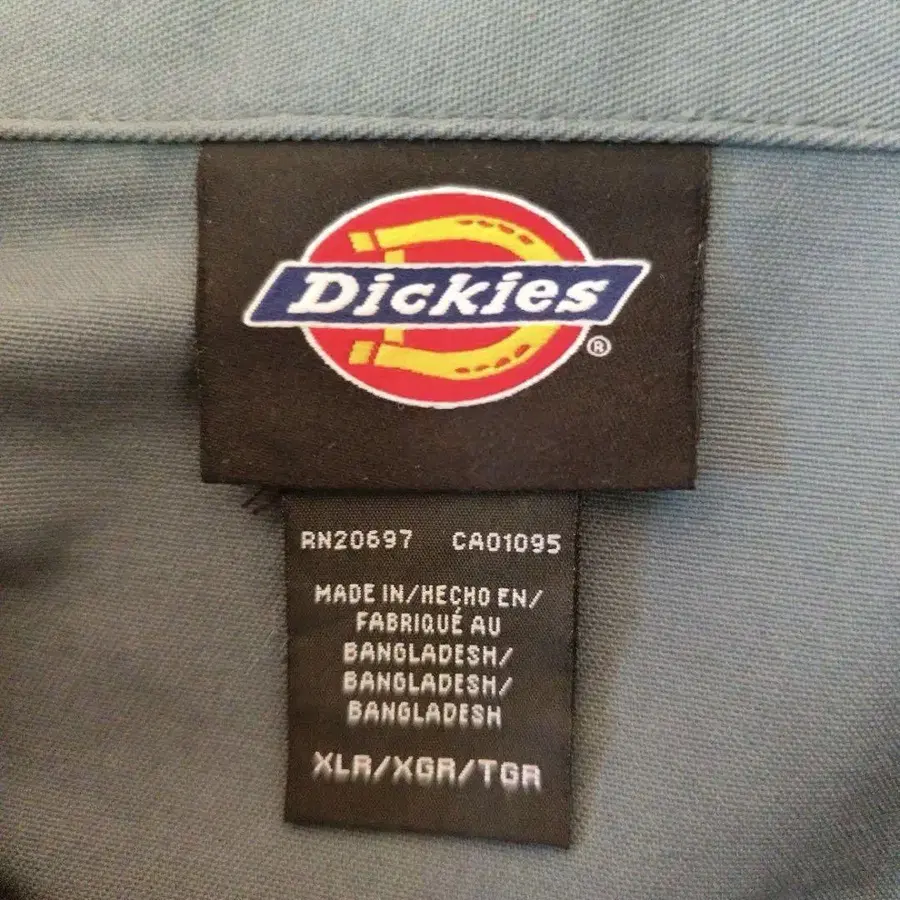 Dickies
®
RN20697 CA01095
MADE IN/HECHO EN/
FABRIQUÉ AU
BANGLADESH/
BANGLADESH/
BANGLADESH
XLR/XGR/TGR